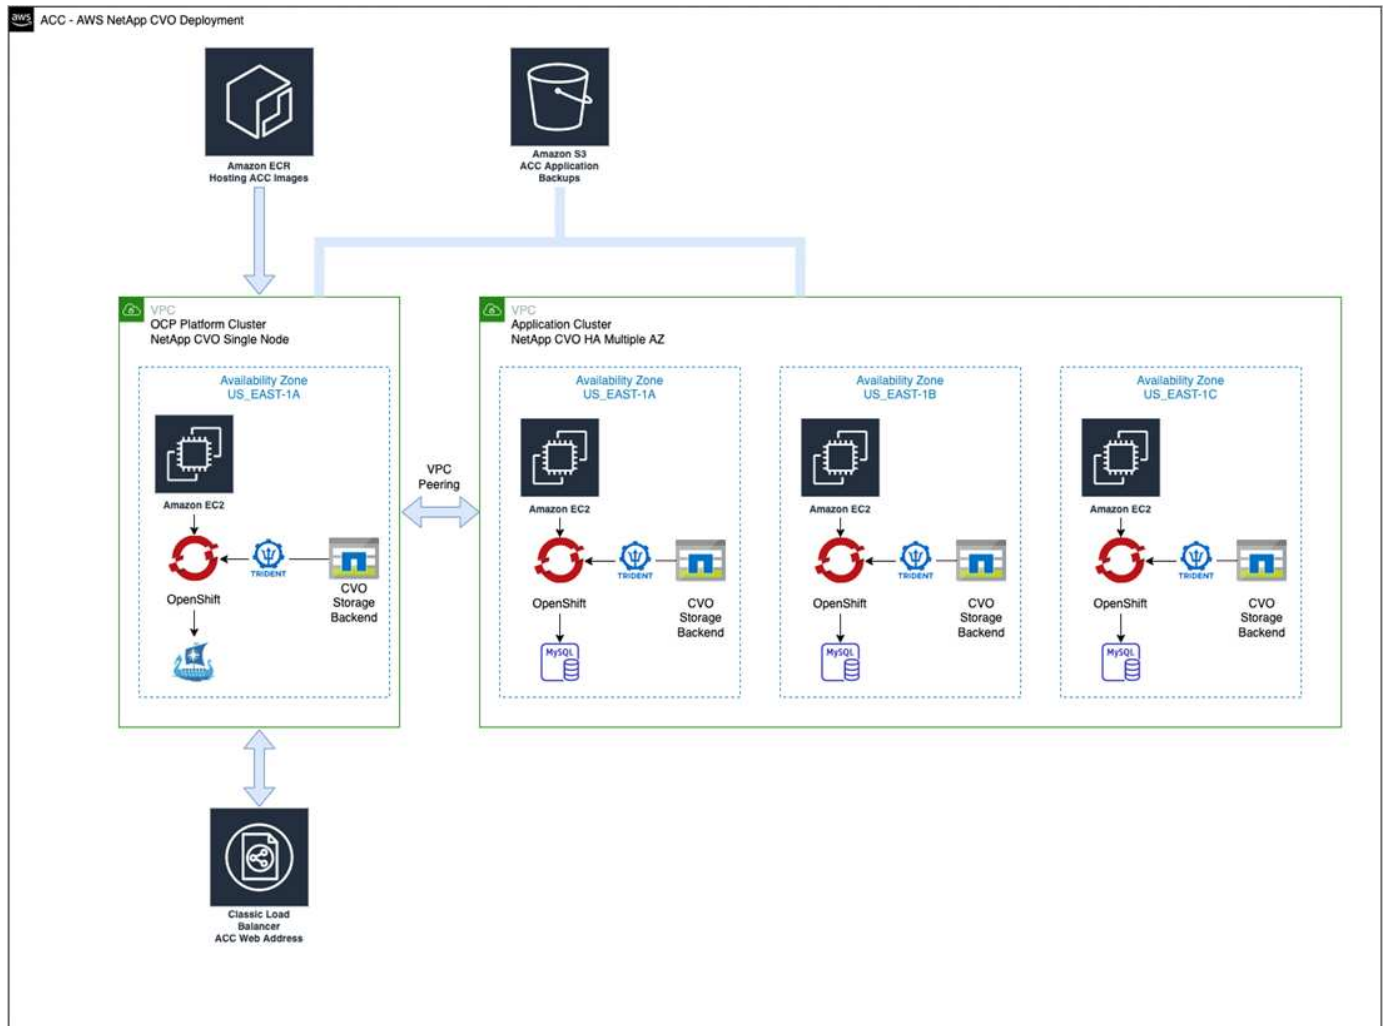 aws
ACC - AWS NetApp CVO Deployment
Amazon ECR
Hosting ACC Images
Amazon S3
ACC Application
Backups
VPC
OCP Platform Cluster
NetApp CVO Single Node
Availability Zone
US_EAST-1A
Amazon EC2
TRIDENT
OpenShift
CVO
Storage
Backend
VPC
Peering
VPC
Application Cluster
NetApp CVO HA Multiple AZ
Availability Zone
US_EAST-1A
Amazon EC2
TRIDENT
OpenShift
CVO
Storage
Backend
MySQL
Availability Zone
US_EAST-1B
Amazon EC2
TRIDENT
OpenShift
CVO
Storage
Backend
MySQL
Availability Zone
US_EAST-1C
Amazon EC2
TRIDENT
OpenShift
CVO
Storage
Backend
MySQL
Classic Load
Balancer
ACC Web Address